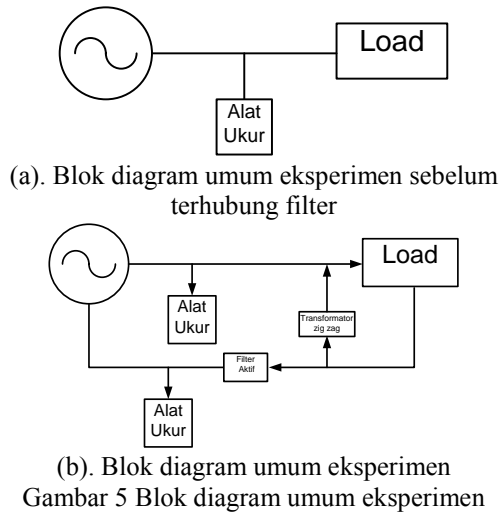 Load
Alat
Ukur
(a). Blok diagram umum eksperimen sebelum
terhubung filter
Load
Alat
Ukur
Transformator
zig zag
Filter
Aktif
Alat
Ukur
(b). Blok diagram umum eksperimen
Gambar 5 Blok diagram umum eksperimen